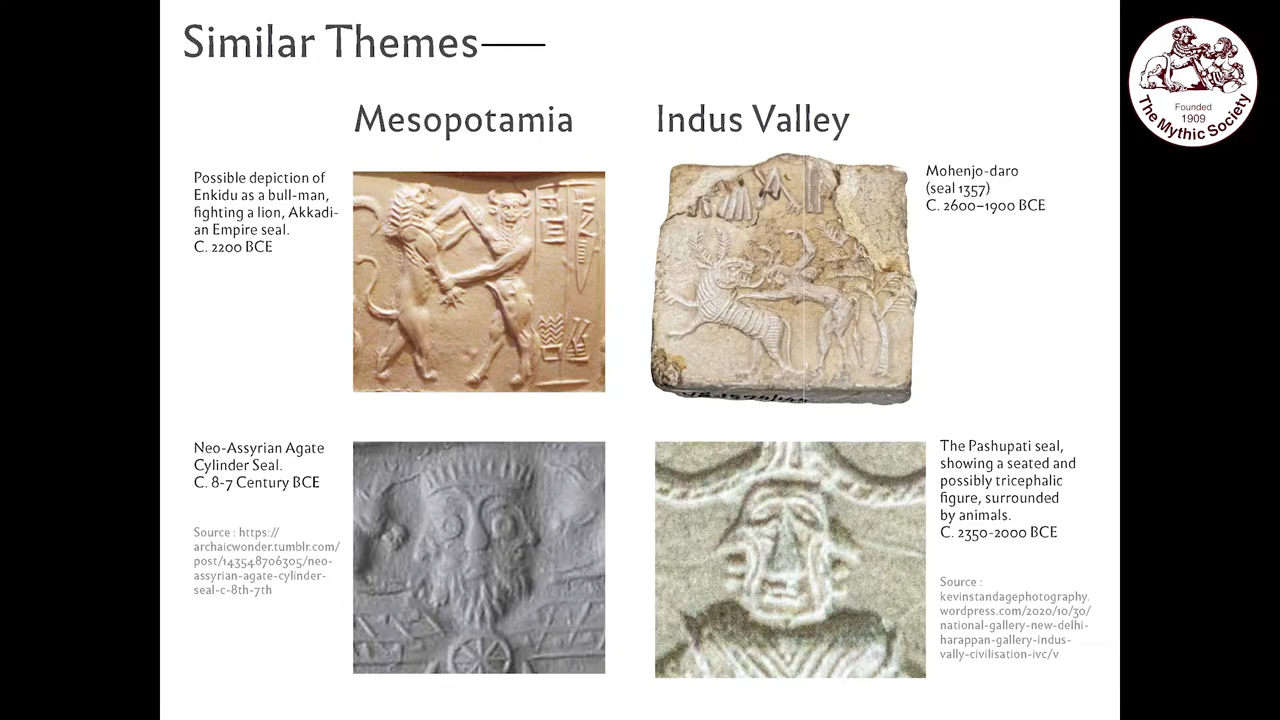 Similar Themes
Mesopotamia
Indus Valley
Possible depiction of
Enkidu as a bull-man,
fighting a lion, Akkadi-
an Empire seal.
C. 2200 BCE
Mohenjo-daro
(seal 1357)
C. 2600–1900 BCE
Neo-Assyrian Agate
Cylinder Seal.
C. 8-7 Century BCE
Source : https://
archaicwonder.tumblr.com/
post/143548706305/neo-
assyrian-agate-cylinder-
seal-c-8th-7th
The Pashupati seal,
showing a seated and
possibly tricephalic
figure, surrounded
by animals.
C. 2350-2000 BCE
Source :
kevinstandagephotography.
wordpress.com/2020/10/30/
national-gallery-new-delhi-
harappan-gallery-indus-
vally-civilisation-ivc/v
Founded
1909
The Mythic Society